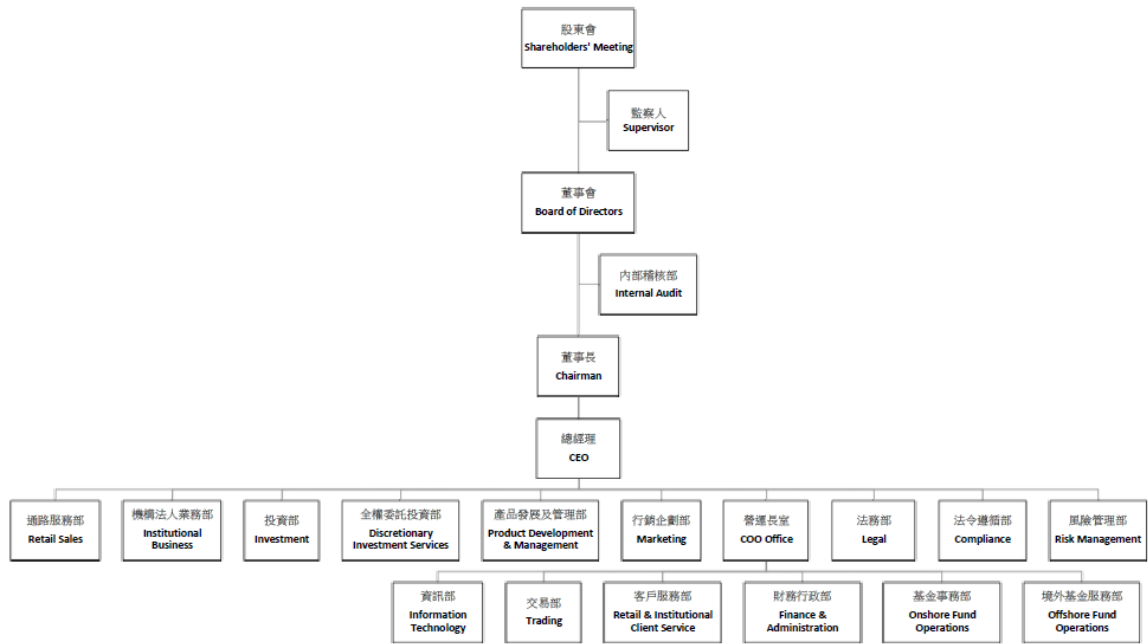 股東會
Shareholders' Meeting
監察人
Supervisor
董事會
Board of Directors
內部稽核部
Internal Audit
董事長
Chairman
總經理
CEO
通路服務部
Retail Sales
機構法人業務部
Institutional
Business
投資部
Investment
全權委託投資部
Discretionary
Investment Services
產品發展及管理部
Product Development
& Management
行銷企劃部
Marketing
營運長室
COO Office
法務部
Legal
法令遵循部
Compliance
風險管理部
Risk Management
資訊部
Information
Technology
交易部
Trading
客戶服務部
Retail & Institutional
Client Service
財務行政部
Finance &
Administration
基金事務部
Onshore Fund
Operations
境外基金服務部
Offshore Fund
Operations